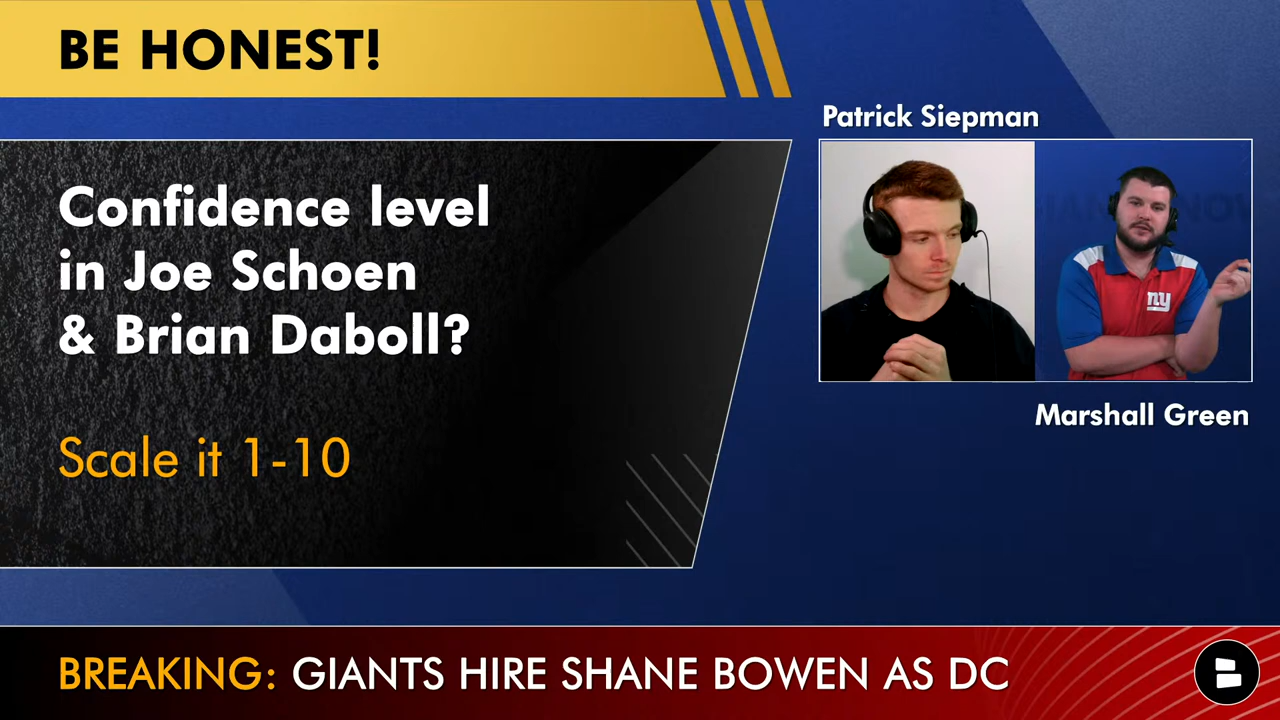 BE HONEST!
Patrick Siepman
Confidence level
in Joe Schoen
& Brian Daboll?
Scale it 1-10
ny
Marshall Green
BREAKING: GIANTS HIRE SHANE BOWEN AS DC